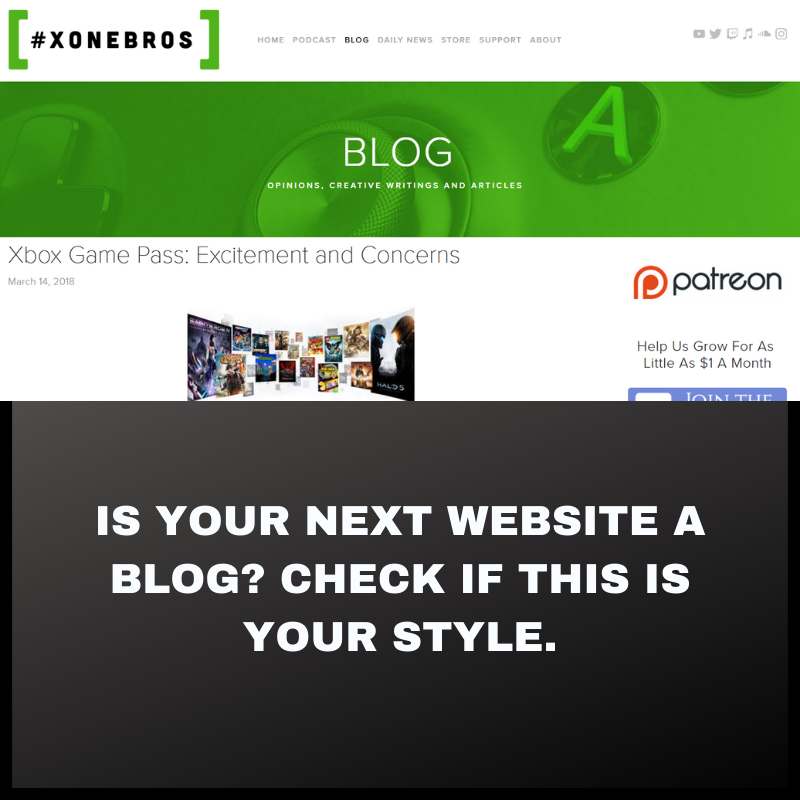 #XONEBROS
HOME PODCAST BLOG DAILY NEWS STORE SUPPORT ABOUT
A
BLOG
OPINIONS, CREATIVE WRITINGS AND ARTICLES
Xbox Game Pass: Excitement and Concerns
March 14, 2018
patreon
Help Us Grow For As
Little As $1 A Month
HALO 5
JOIN THE
IS YOUR NEXT WEBSITE A
BLOG? CHECK IF THIS IS
YOUR STYLE.